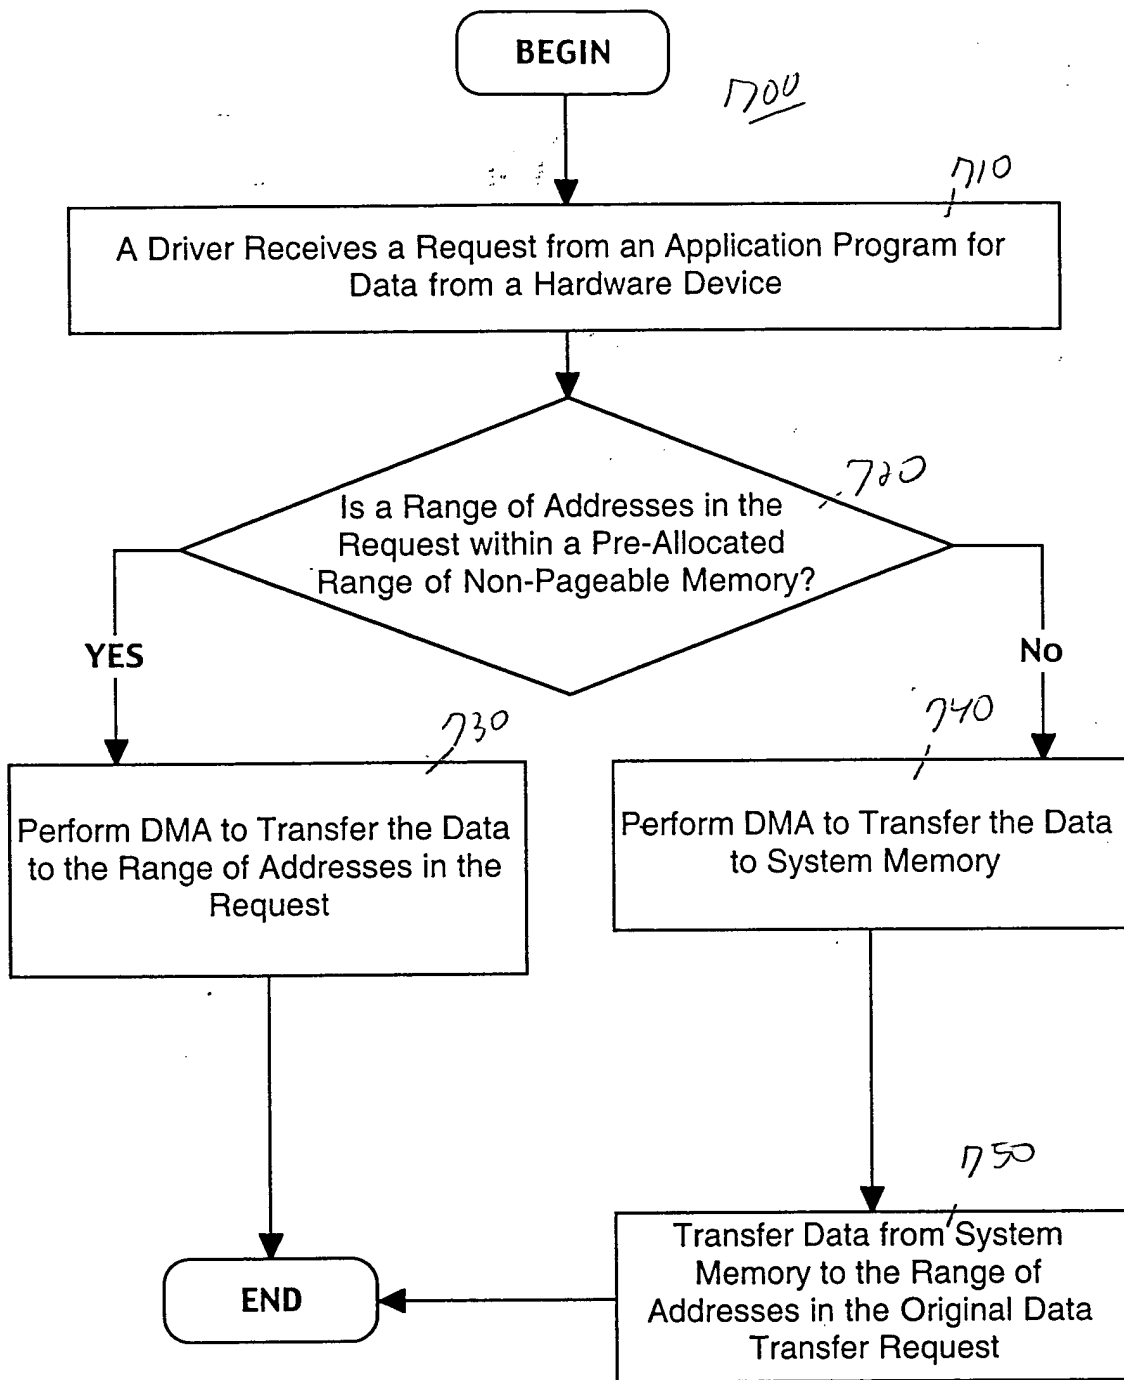 BEGIN
700
710
A Driver Receives a Request from an Application Program for
Data from a Hardware Device
720
Is a Range of Addresses in the
Request within a Pre-Allocated
Range of Non-Pageable Memory?
YES
No
730
740
Perform DMA to Transfer the Data
to the Range of Addresses in the
Request
Perform DMA to Transfer the Data
to System Memory
750
Transfer Data from System
Memory to the Range of
Addresses in the Original Data
Transfer Request
END